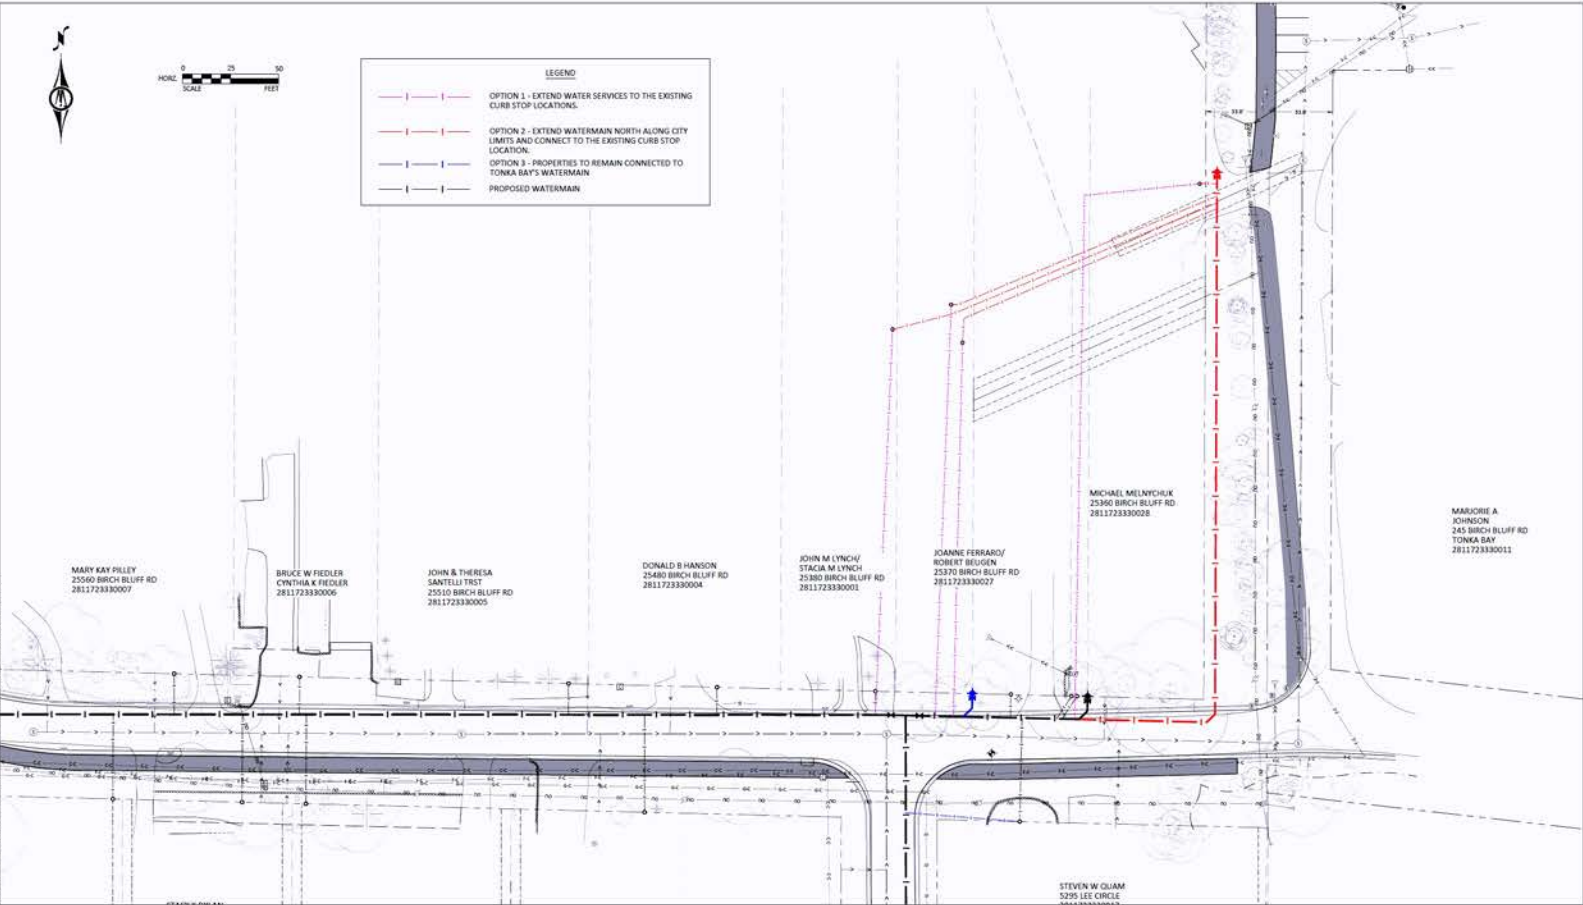 N
0 25 50
HORZ.
SCALE FEET
LEGEND
OPTION 1 - EXTEND WATER SERVICES TO THE EXISTING
CURB STOP LOCATIONS.
OPTION 2 - EXTEND WATERMAIN NORTH ALONG CITY
LIMITS AND CONNECT TO THE EXISTING CURB STOP
LOCATION.
OPTION 3 - PROPERTIES TO REMAIN CONNECTED TO
TONKA BAY'S WATERMAIN
PROPOSED WATERMAIN
MARY KAY PILLEY
25560 BIRCH BLUFF RD
2811723330007
BRUCE W FIEDLER
CYNTHIA K FIEDLER
2811723330006
JOHN & THERESA
SANTELLI TRST
25510 BIRCH BLUFF RD
2811723330005
DONALD B HANSON
25480 BIRCH BLUFF RD
2811723330004
JOHN M LYNCH/
STACIA M LYNCH
25380 BIRCH BLUFF RD
2811723330001
JOANNE FERRARO/
ROBERT BEUGEN
25370 BIRCH BLUFF RD
2811723330027
MICHAEL MELNYCHUK
25360 BIRCH BLUFF RD
2811723330028
MARJORIE A
JOHNSON
245 BIRCH BLUFF RD
TONKA BAY
2811723330011
STEVEN W QUAM
5295 LEE CIRCLE